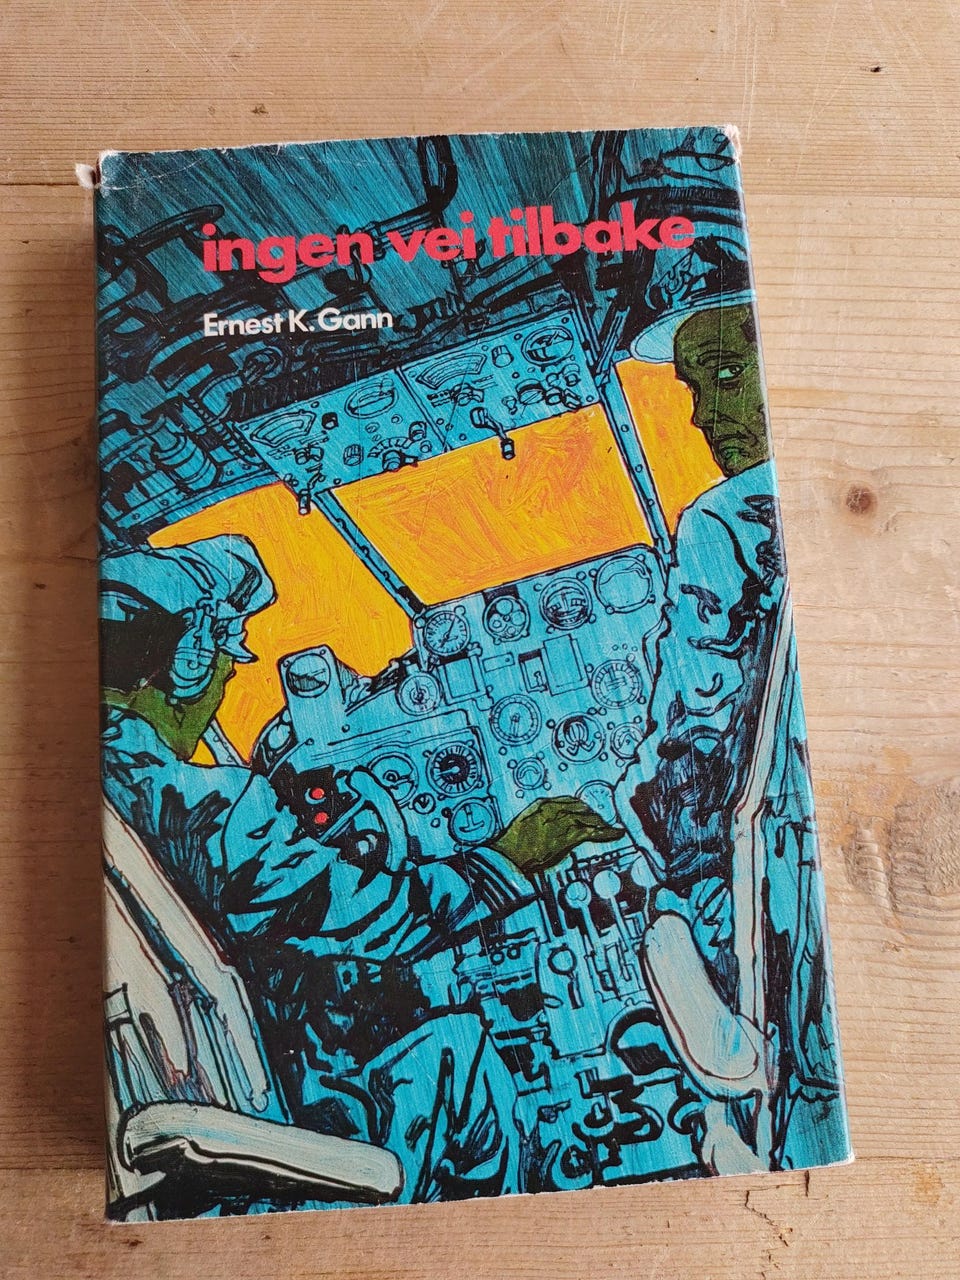 ingen vei tilbake
Ernest K. Gann